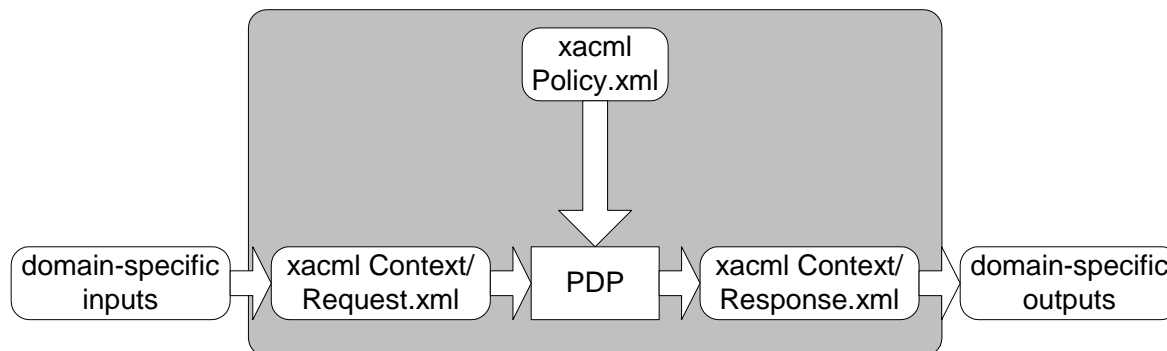 xacml
Policy.xml
domain-specific
inputs
xacml Context/
Request.xml
PDP
xacml Context/
Response.xml
domain-specific
outputs